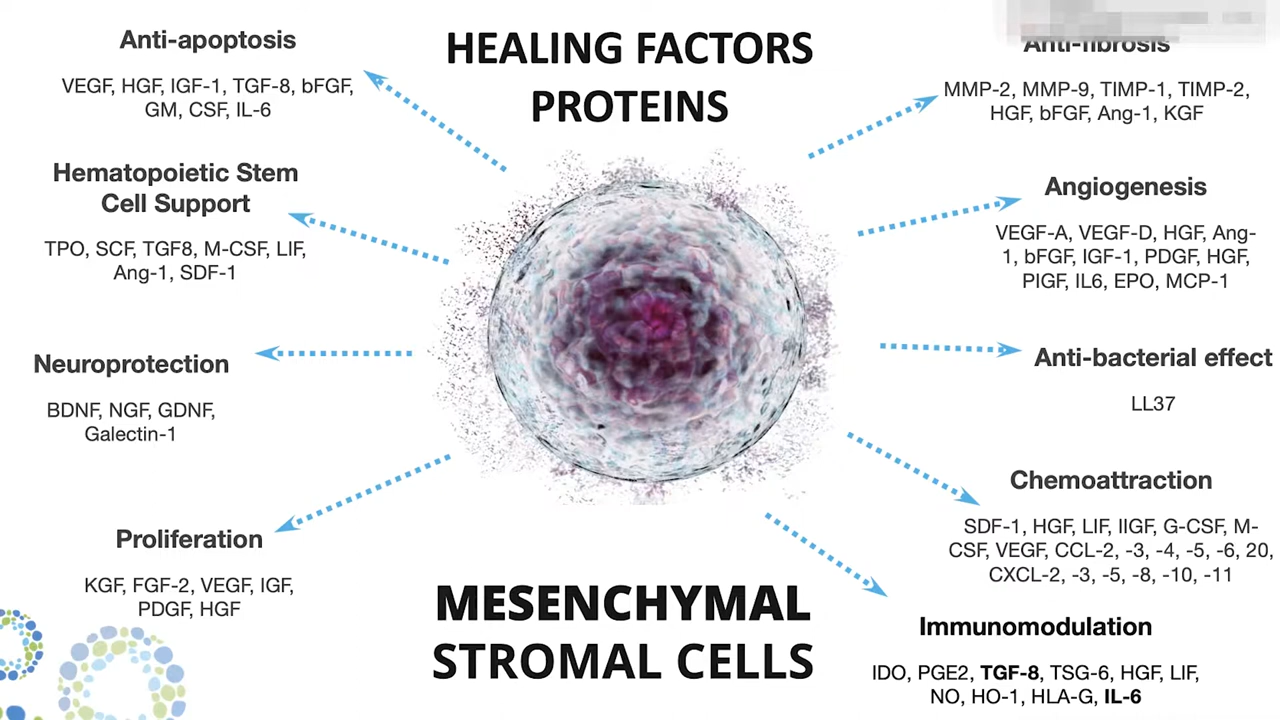 HEALING FACTORS
PROTEINS
Anti-apoptosis
VEGF, HGF, IGF-1, TGF-8, bFGF,
GM, CSF, IL-6
Hematopoietic Stem
Cell Support
TPO, SCF, TGF8, M-CSF, LIF,
Ang-1, SDF-1
Neuroprotection
BDNF, NGF, GDNF,
Galectin-1
Proliferation
KGF, FGF-2, VEGF, IGF,
PDGF, HGF
Anti-fibrosis
MMP-2, MMP-9, TIMP-1, TIMP-2,
HGF, bFGF, Ang-1, KGF
Angiogenesis
VEGF-A, VEGF-D, HGF, Ang-
1, bFGF, IGF-1, PDGF, HGF,
PIGF, IL6, EPO, MCP-1
Anti-bacterial effect
LL37
Chemoattraction
SDF-1, HGF, LIF, IIGF, G-CSF, M-
CSF, VEGF, CCL-2, -3, -4, -5, -6, 20,
CXCL-2, -3, -5, -8, -10, -11
Immunomodulation
IDO, PGE2, TGF-8, TSG-6, HGF, LIF,
NO, HO-1, HLA-G, IL-6
MESENCHYMAL
STROMAL CELLS